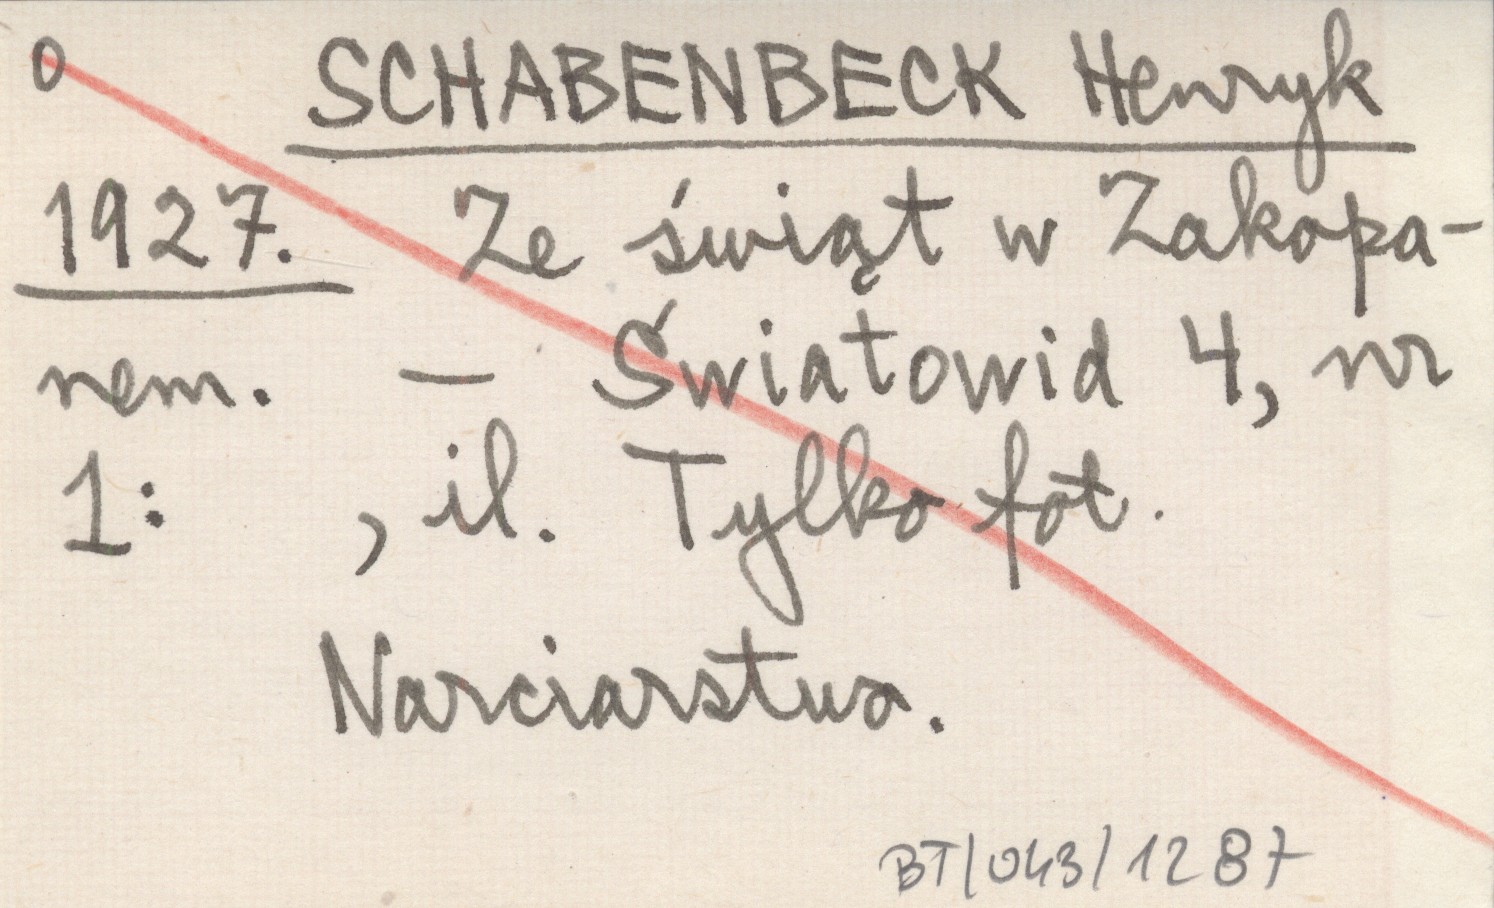 0 SCHABENBECK Henryk
1927. Ze świąt w Zakopa-
nem. — Światowid 4, nr
1: , il. Tylko fot.
Narciarstwo.
BT/043/1287